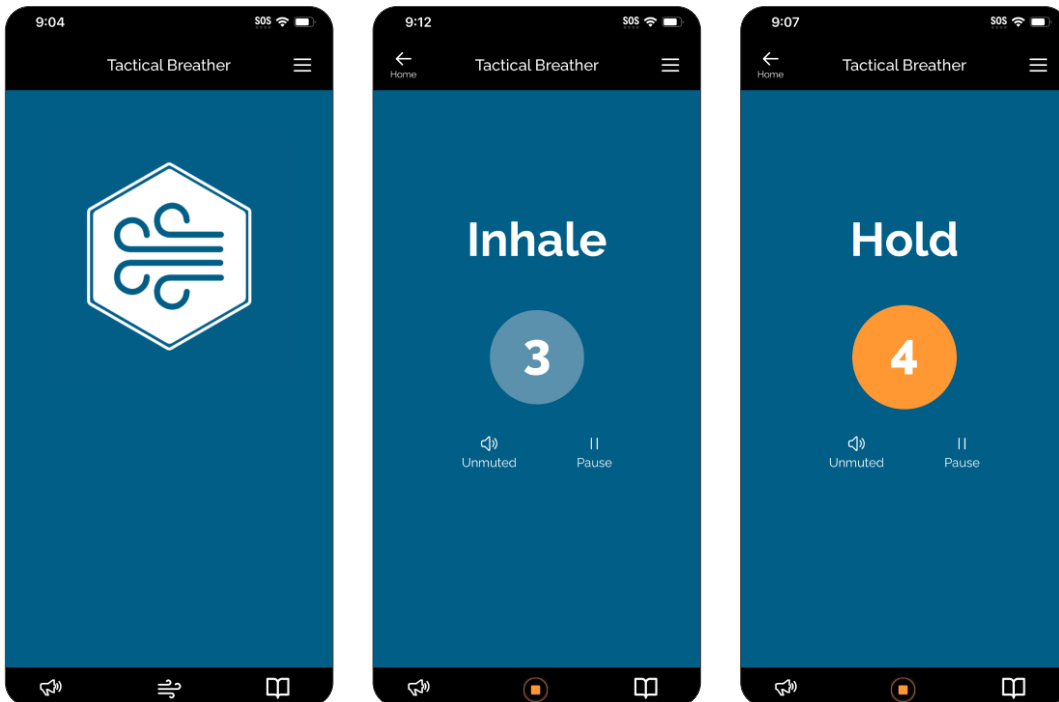 9:04 SOS
Tactical Breather
9:12 SOS
Home Tactical Breather
Inhale
3
Unmuted Pause
9:07 SOS
Home Tactical Breather
Hold
4
Unmuted Pause